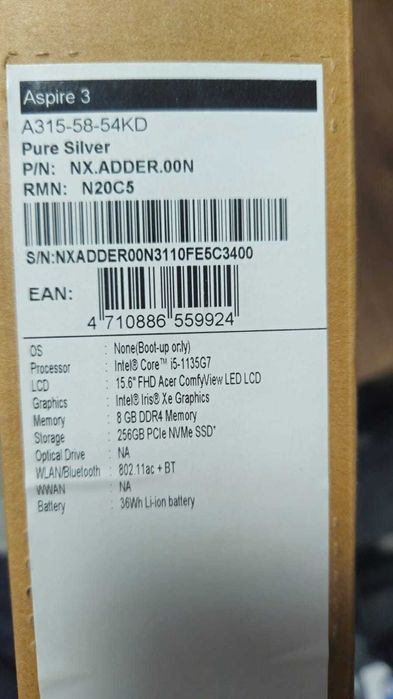 Aspire 3
A315-58-54KD
Pure Silver
P/N: NX.ADDER.00N
RMN: N20C5
S/N:NXADDER00N3110FE5C3400
EAN:
4 710886 559924
OS : None(Boot-up only)
Processor : Intel® Core™ i5-1135G7
LCD : 15.6" FHD Acer ComfyView LED LCD
Graphics : Intel® Iris® Xe Graphics
Memory : 8 GB DDR4 Memory
Storage : 256GB PCIe NVMe SSD*
Optical Drive : NA
WLAN/Bluetooth : 802.11ac + BT
WWAN : NA
Battery : 36Wh Li-ion battery